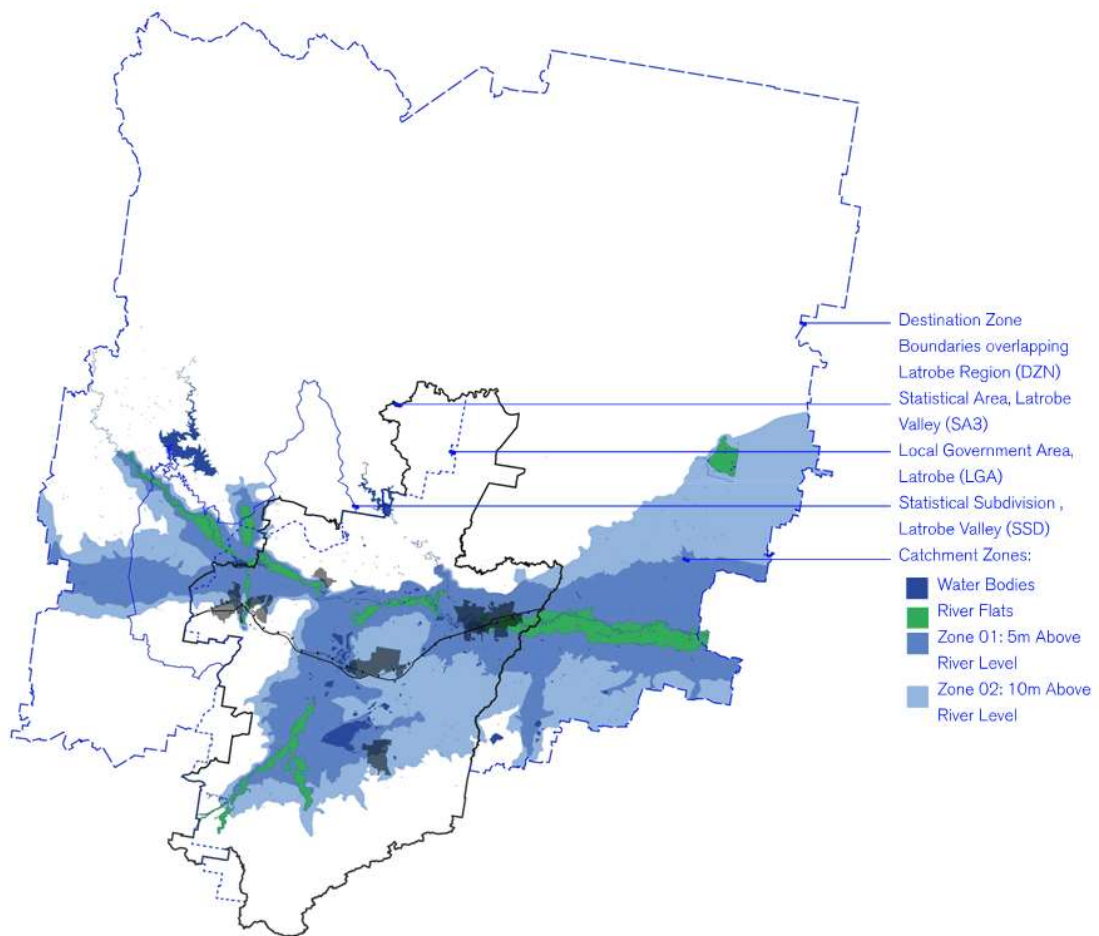 Destination Zone
Boundaries overlapping
Latrobe Region (DZN)
Statistical Area, Latrobe
Valley (SA3)
Local Government Area,
Latrobe (LGA)
Statistical Subdivision ,
Latrobe Valley (SSD)
Catchment Zones:
Water Bodies
River Flats
Zone 01: 5m Above
River Level
Zone 02: 10m Above
River Level